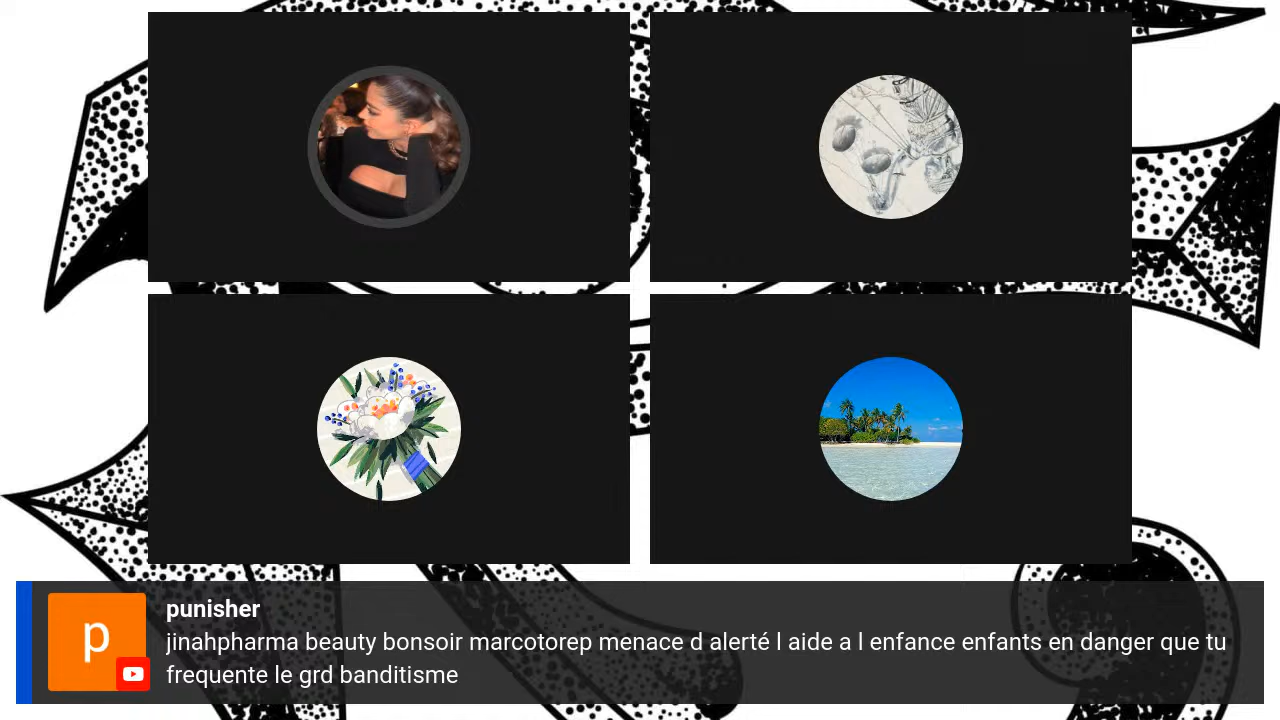 punisher
p
jinahpharma beauty bonsoir marcotorep menace d alerté l aide a l enfance enfants en danger que tu
frequente le grd banditisme